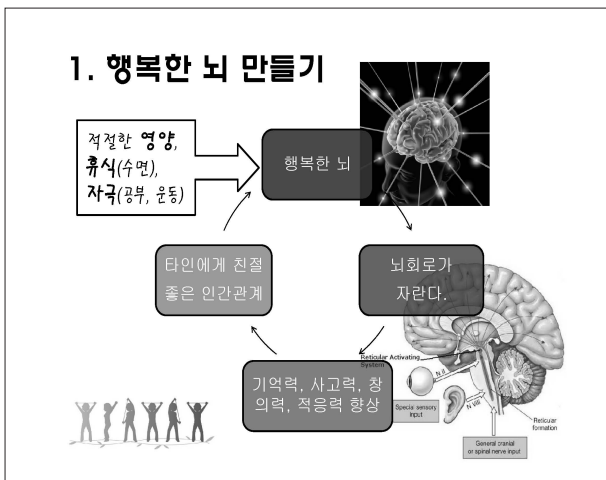 1. 행복한 뇌 만들기
적절한 영양,
휴식(수면),
자극(공부, 운동)
행복한 뇌
뇌회로가
자란다.
기억력, 사고력, 창
의력, 적응력 향상
타인에게 친절
좋은 인간관계
Reticular Activating
System
N II
Special sensory
input
N VIII
Reticular
formation
General cranial
or spinal nerve input